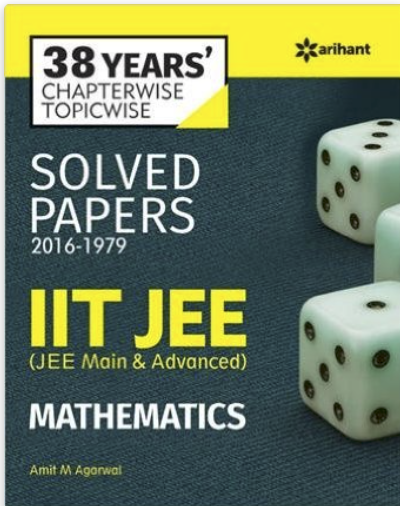 38 YEARS'
CHAPTERWISE
TOPICWISE
arihant
SOLVED
PAPERS
2016-1979
IIT JEE
(JEE Main & Advanced)
MATHEMATICS
Amit M Agarwal